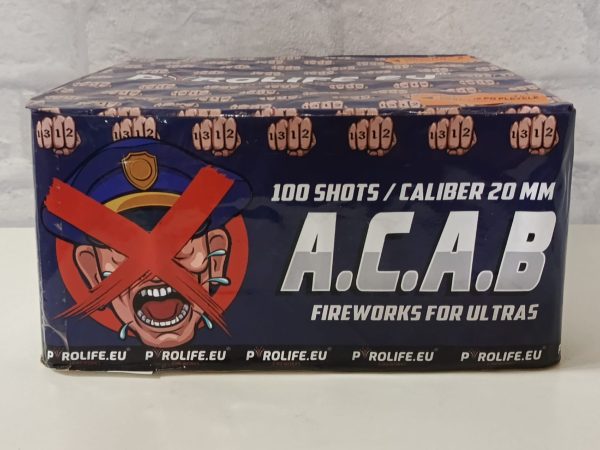 PYROLIFE.EU
1312 1312 1312 1312 1312 1312 1312
100 SHOTS / CALIBER 20 MM
A.C.A.B
FIREWORKS FOR ULTRAS
PYROLIFE.EU PYROLIFE.EU PYROLIFE.EU PYROLIFE.EU PYROLIFE.EU